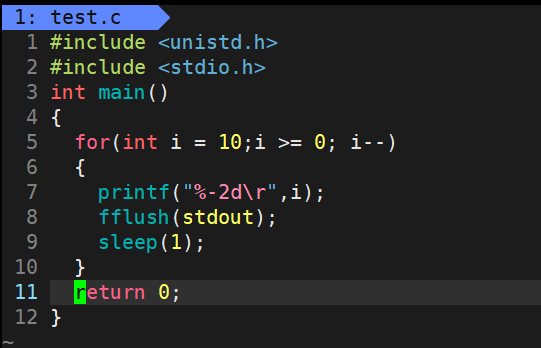 1: test.c
1 #include <unistd.h>
2 #include <stdio.h>
3 int main()
4 {
5   for(int i = 10;i >= 0; i--)
6   {
7     printf("%-2d\r",i);
8     fflush(stdout);
9     sleep(1);
10   }
11   return 0;
12 }
~